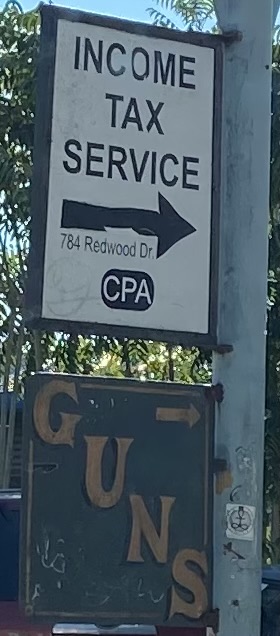 INCOME
TAX
SERVICE
784 Redwood Dr.
CPA
GUNS